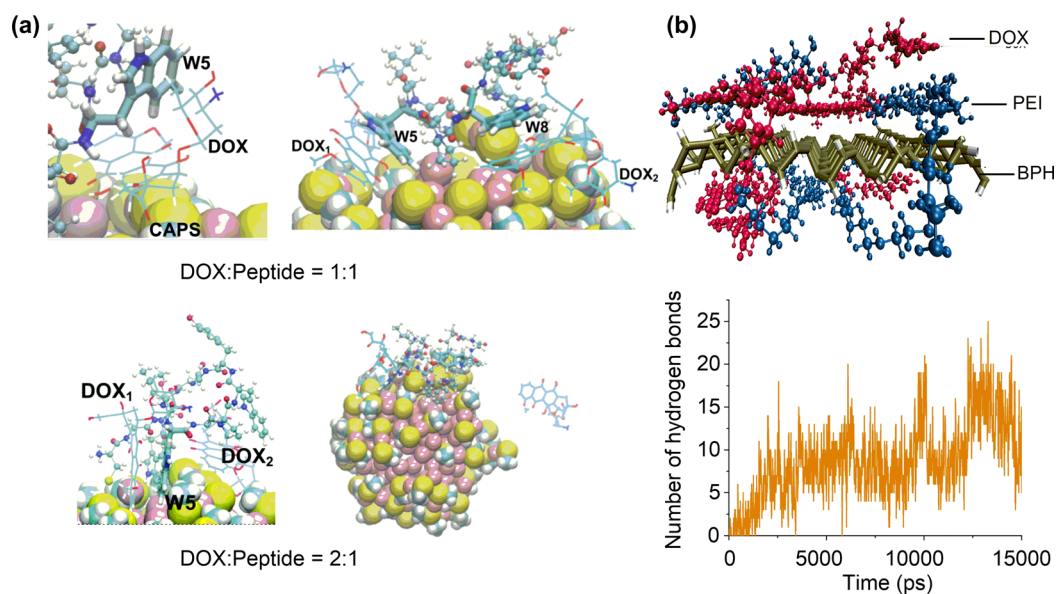 (a)
W5
DOX
CAPS
W5
W8
DOX₁
DOX₂
DOX:Peptide = 1:1
DOX₁
DOX₂
W5
DOX:Peptide = 2:1
(b)
DOX
PEI
BPH
Number of hydrogen bonds
25
20
15
10
5
0
0 5000 10000 15000
Time (ps)